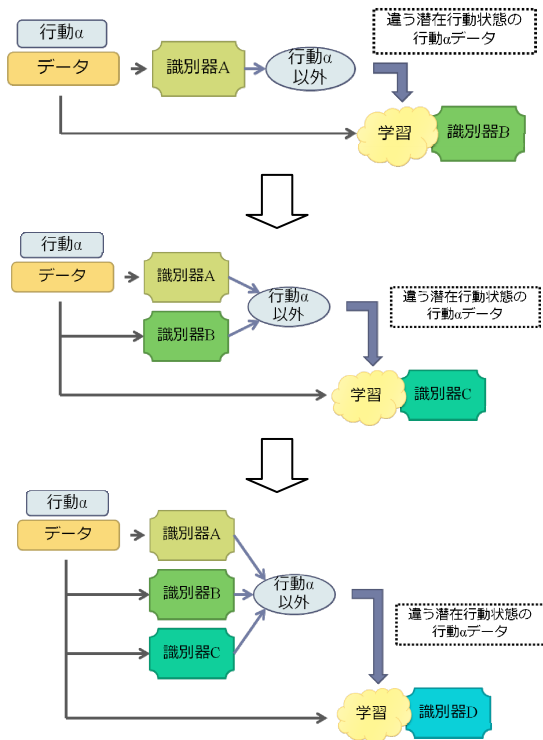 行動α
データ
識別器A
行動α
以外
違う潜在行動状態の
行動αデータ
学習
識別器B
行動α
データ
識別器A
識別器B
行動α
以外
違う潜在行動状態の
行動αデータ
学習
識別器C
行動α
データ
識別器A
識別器B
識別器C
行動α
以外
違う潜在行動状態の
行動αデータ
学習
識別器D